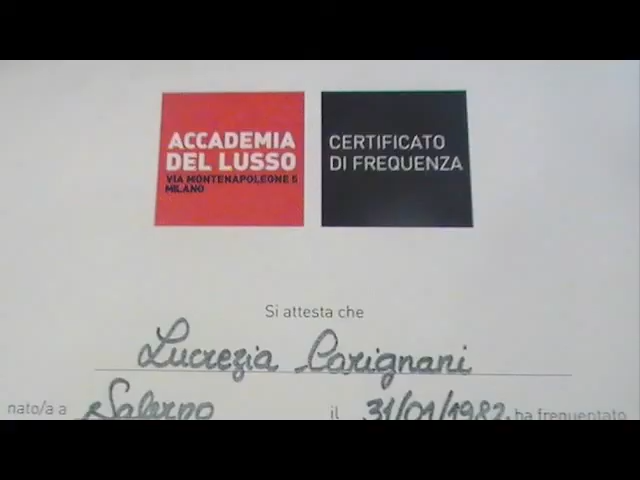 ACCADEMIA
DEL LUSSO
VIA MONTENAPOLEONE 5
MILANO
CERTIFICATO
DI FREQUENZA
Si attesta che
Lucrezia Carignani
nato/a a Salerno il 31/01/1982 ha frequentato